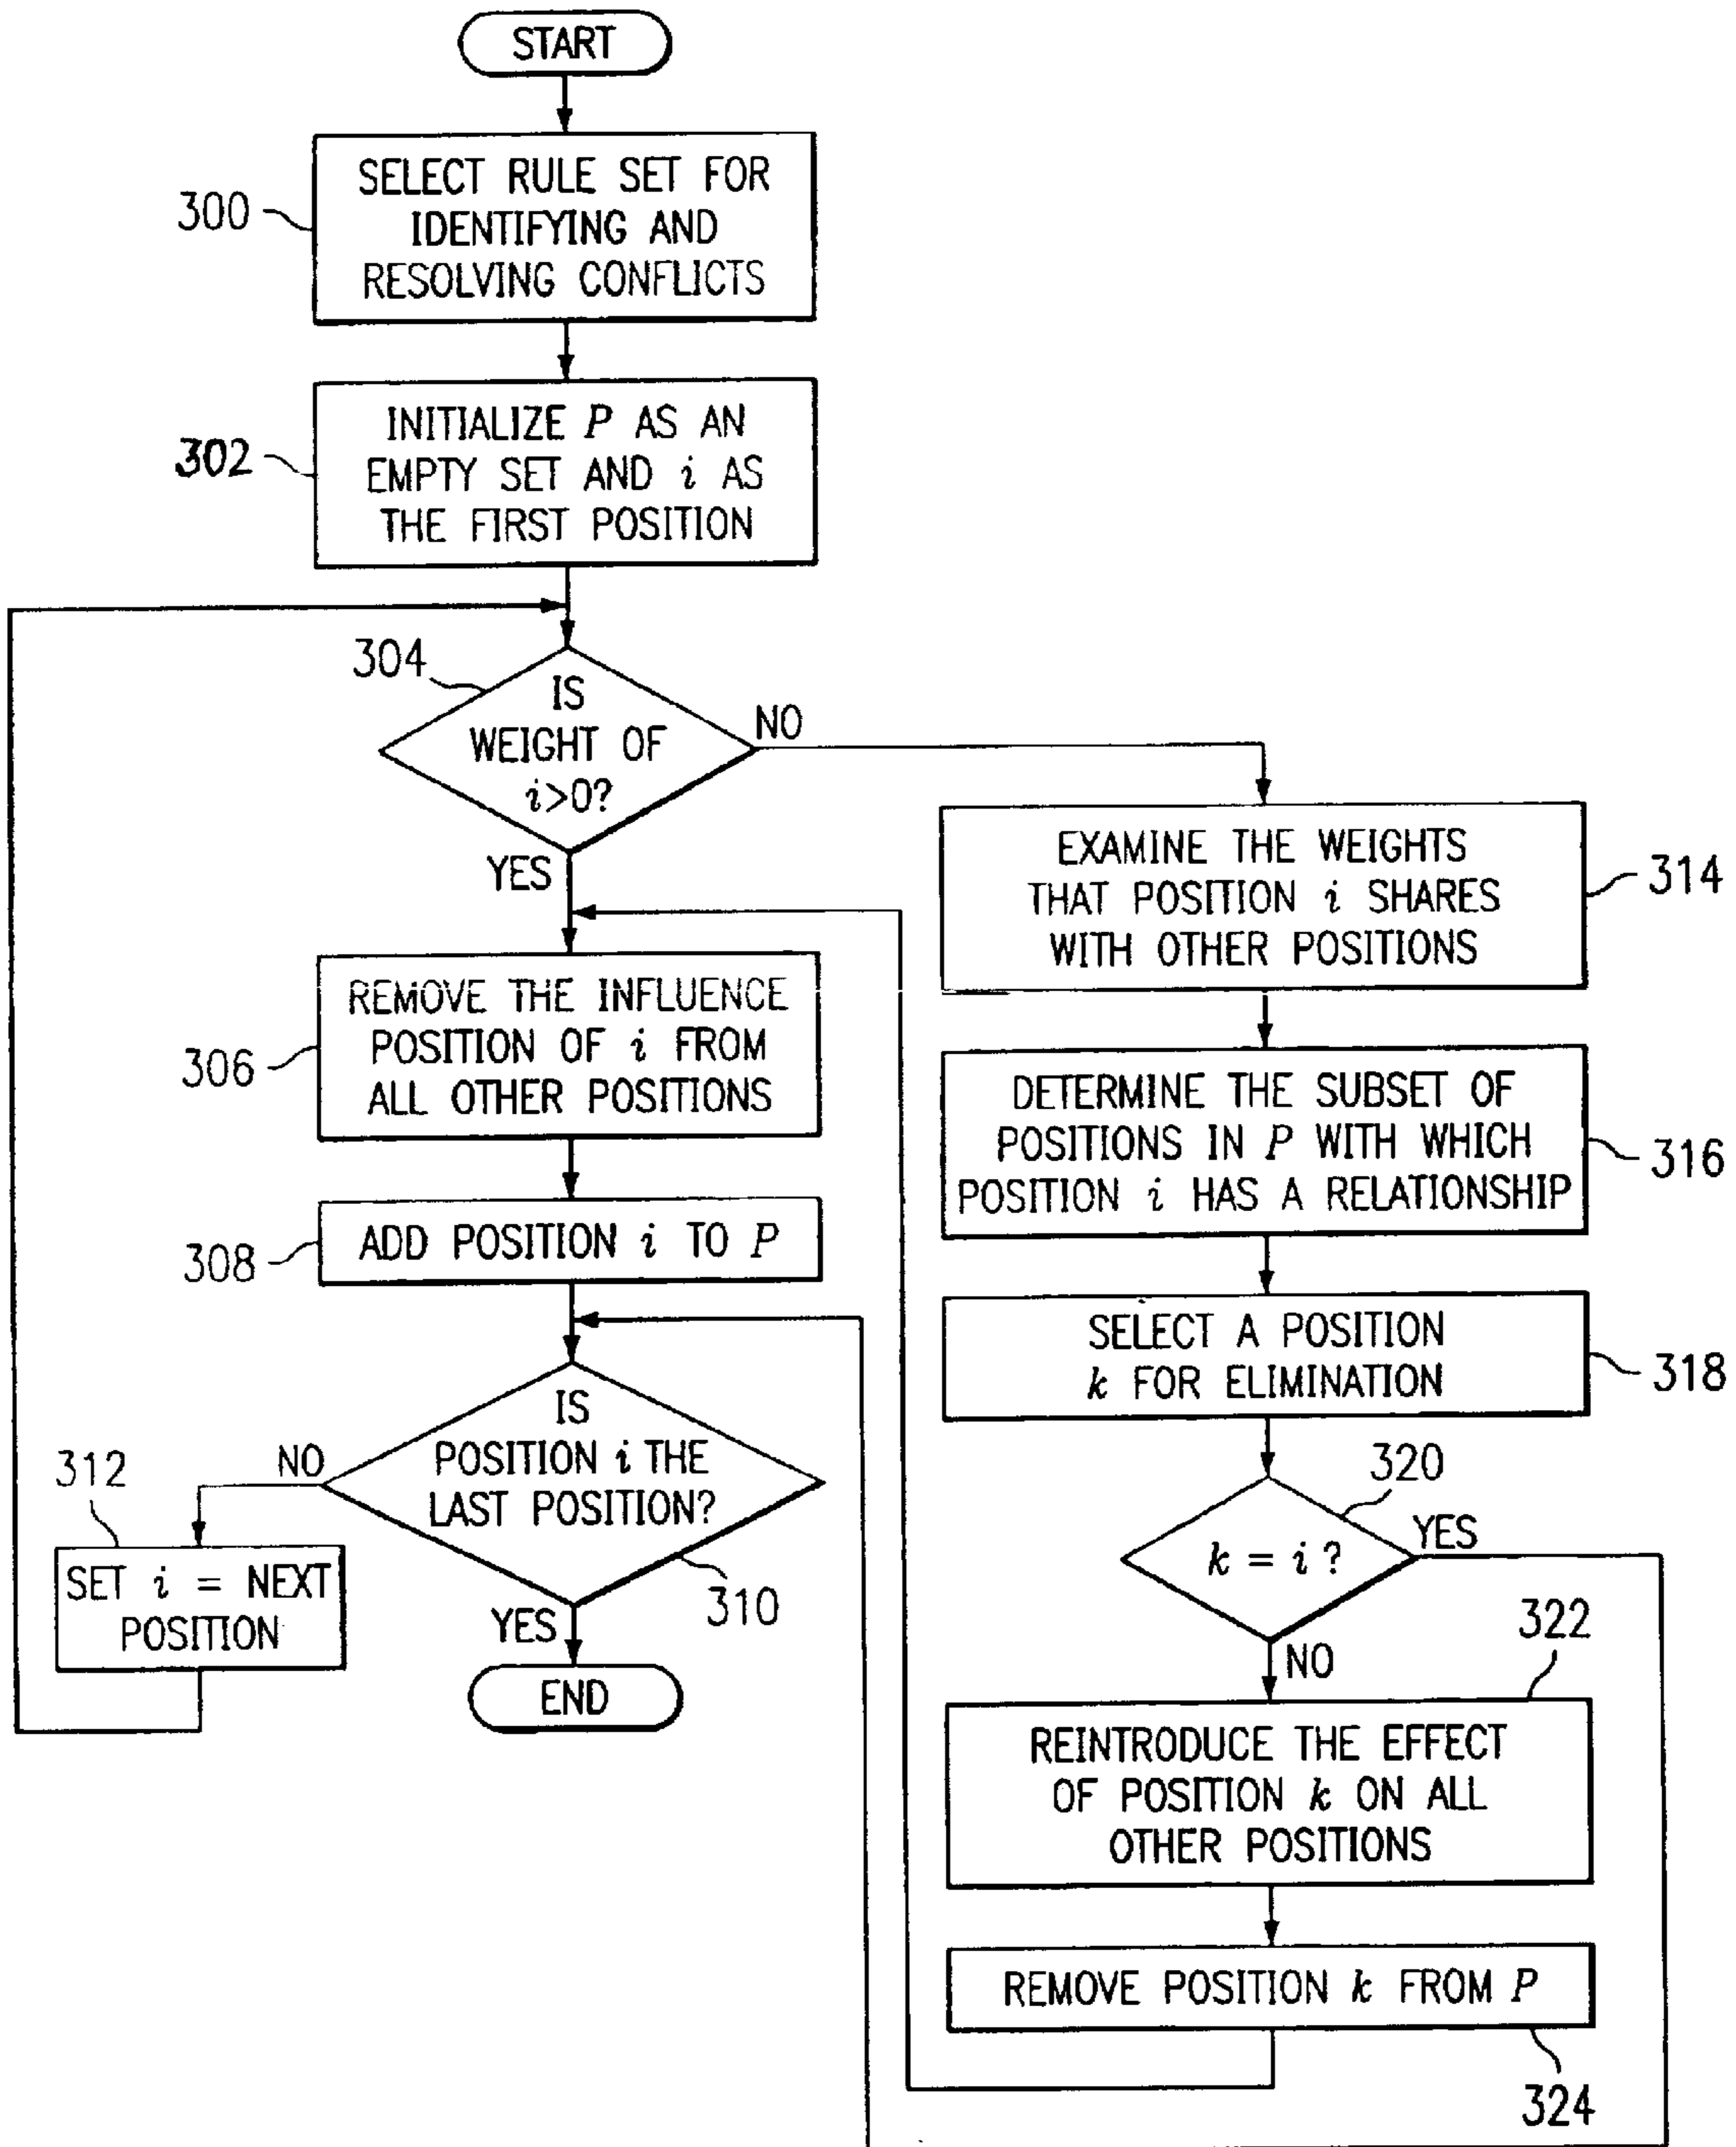 START
300
SELECT RULE SET FOR
IDENTIFYING AND
RESOLVING CONFLICTS
302
INITIALIZE P AS AN
EMPTY SET AND i AS
THE FIRST POSITION
304
IS
WEIGHT OF
i>0?
NO
YES
306
REMOVE THE INFLUENCE
POSITION OF i FROM
ALL OTHER POSITIONS
308
ADD POSITION i TO P
IS
POSITION i THE
LAST POSITION?
310
NO
YES
312
SET i = NEXT
POSITION
END
EXAMINE THE WEIGHTS
THAT POSITION i SHARES
WITH OTHER POSITIONS
314
DETERMINE THE SUBSET OF
POSITIONS IN P WITH WHICH
POSITION i HAS A RELATIONSHIP
316
SELECT A POSITION
k FOR ELIMINATION
318
320
k = i ?
YES
NO
322
REINTRODUCE THE EFFECT
OF POSITION k ON ALL
OTHER POSITIONS
REMOVE POSITION k FROM P
324